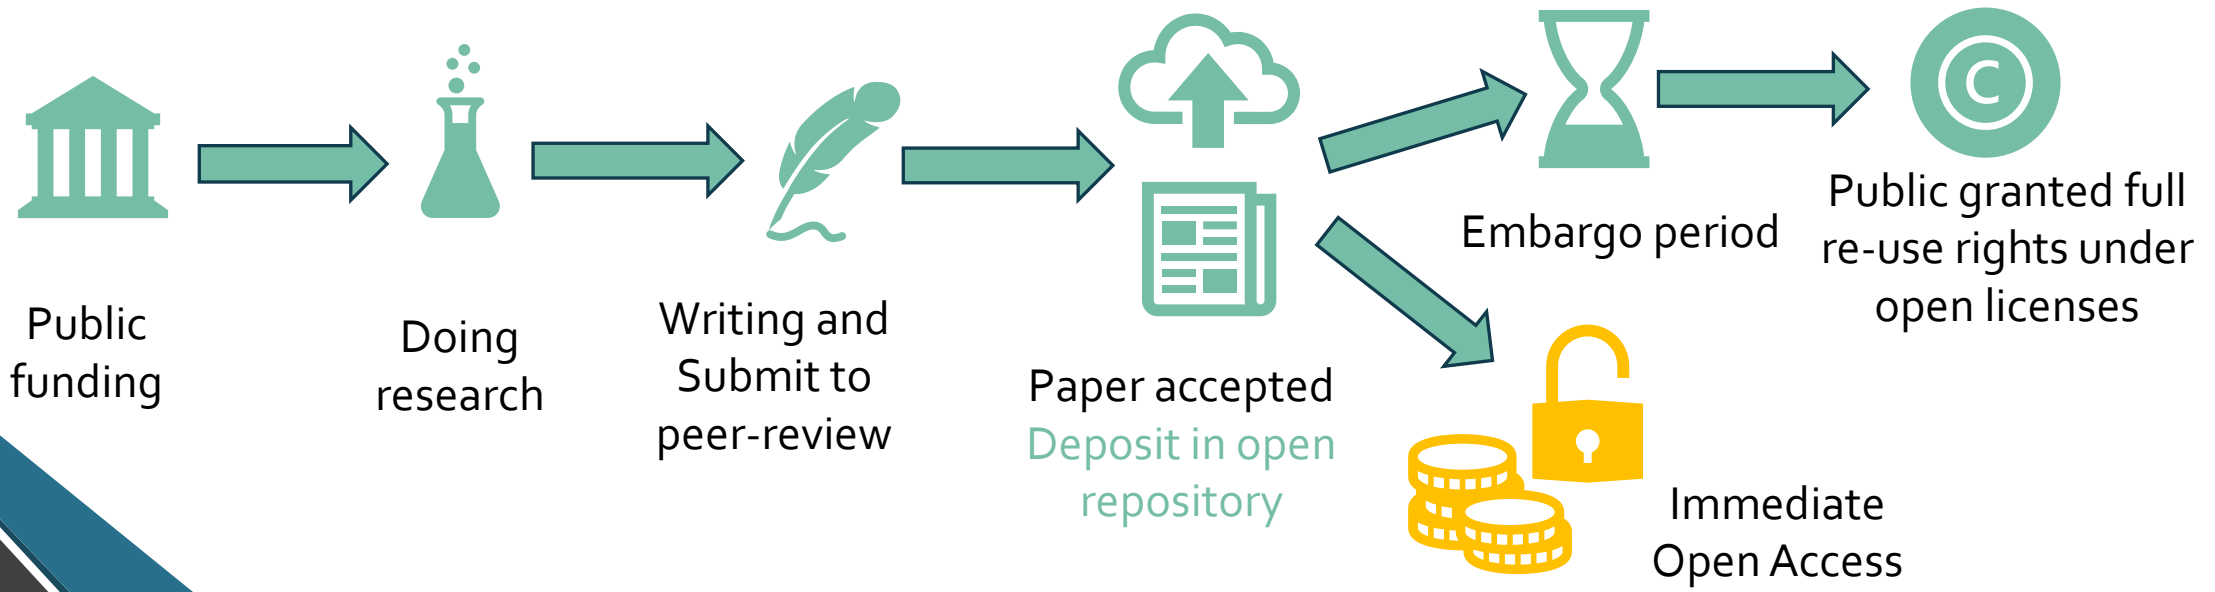 Public
funding
Doing
research
Writing and
Submit to
peer-review
Paper accepted
Deposit in open
repository
Embargo period
C
Public granted full
re-use rights under
open licenses
Immediate
Open Access